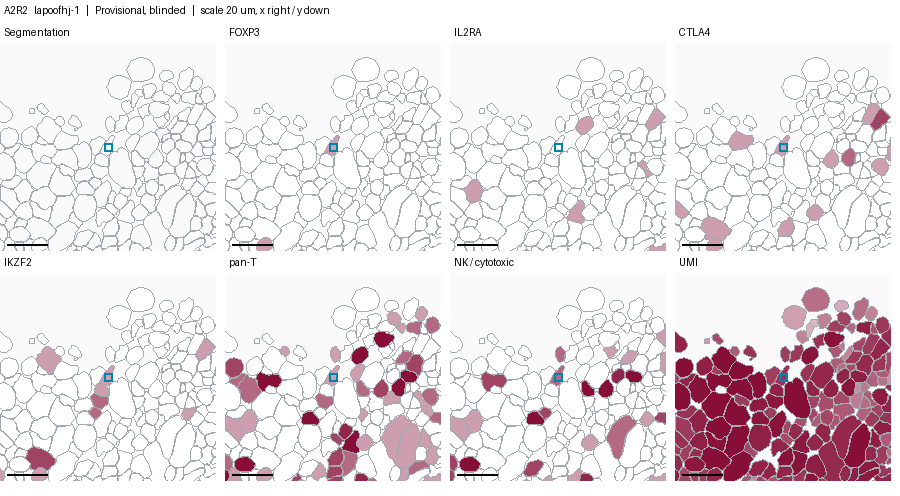 A2R2 lapoofhj-1 | Provisional, blinded | scale 20 um, x right / y down
Segmentation FOXP3 IL2RA CTLA4
IKZF2 pan-T NK / cytotoxic UMI